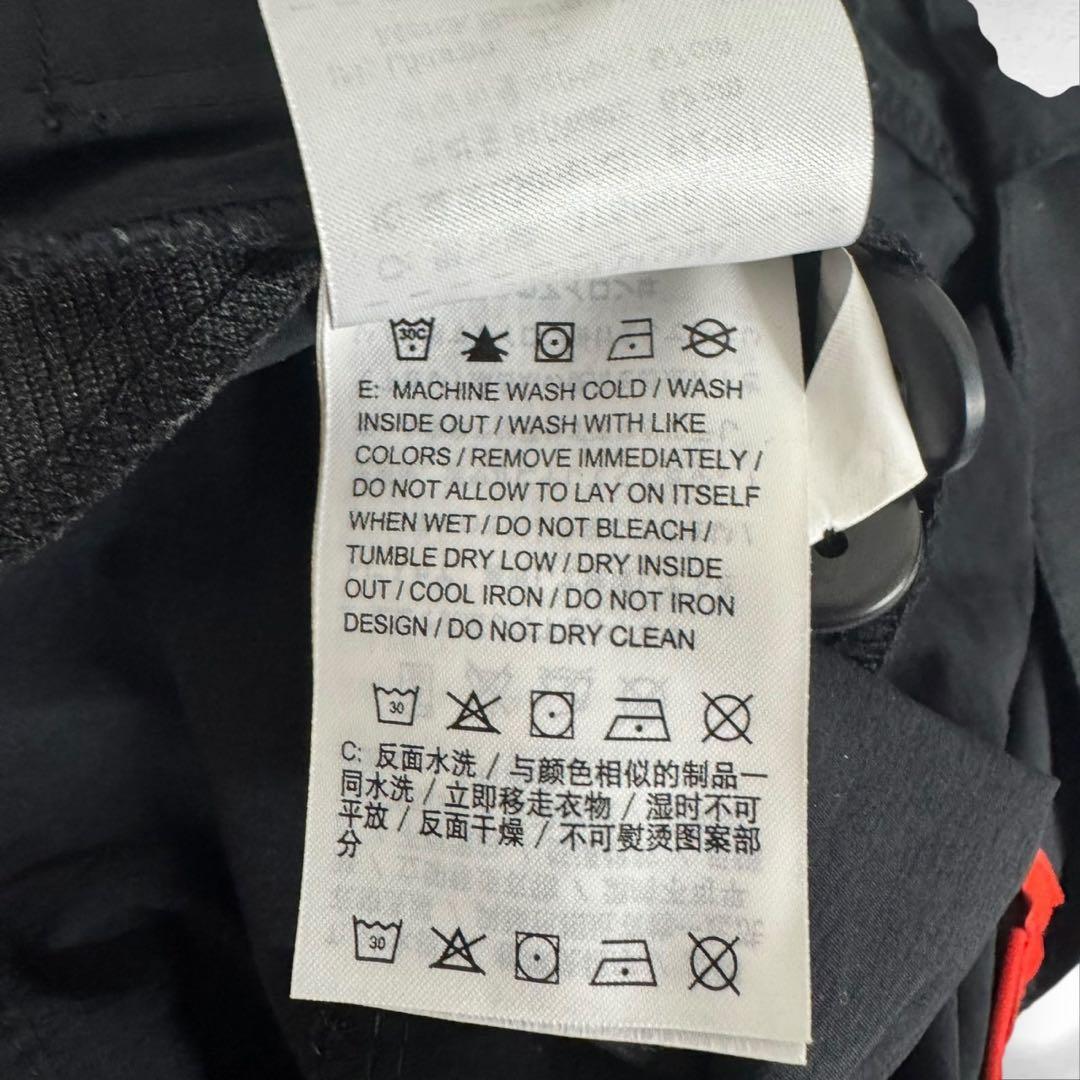 30C
E: MACHINE WASH COLD / WASH
INSIDE OUT / WASH WITH LIKE
COLORS / REMOVE IMMEDIATELY /
DO NOT ALLOW TO LAY ON ITSELF
WHEN WET / DO NOT BLEACH /
TUMBLE DRY LOW / DRY INSIDE
OUT / COOL IRON / DO NOT IRON
DESIGN / DO NOT DRY CLEAN
30
C: 反面水洗 / 与颜色相似的制品一
同水洗 / 立即移走衣物 / 湿时不可
平放 / 反面干燥 / 不可熨烫图案部
分
30